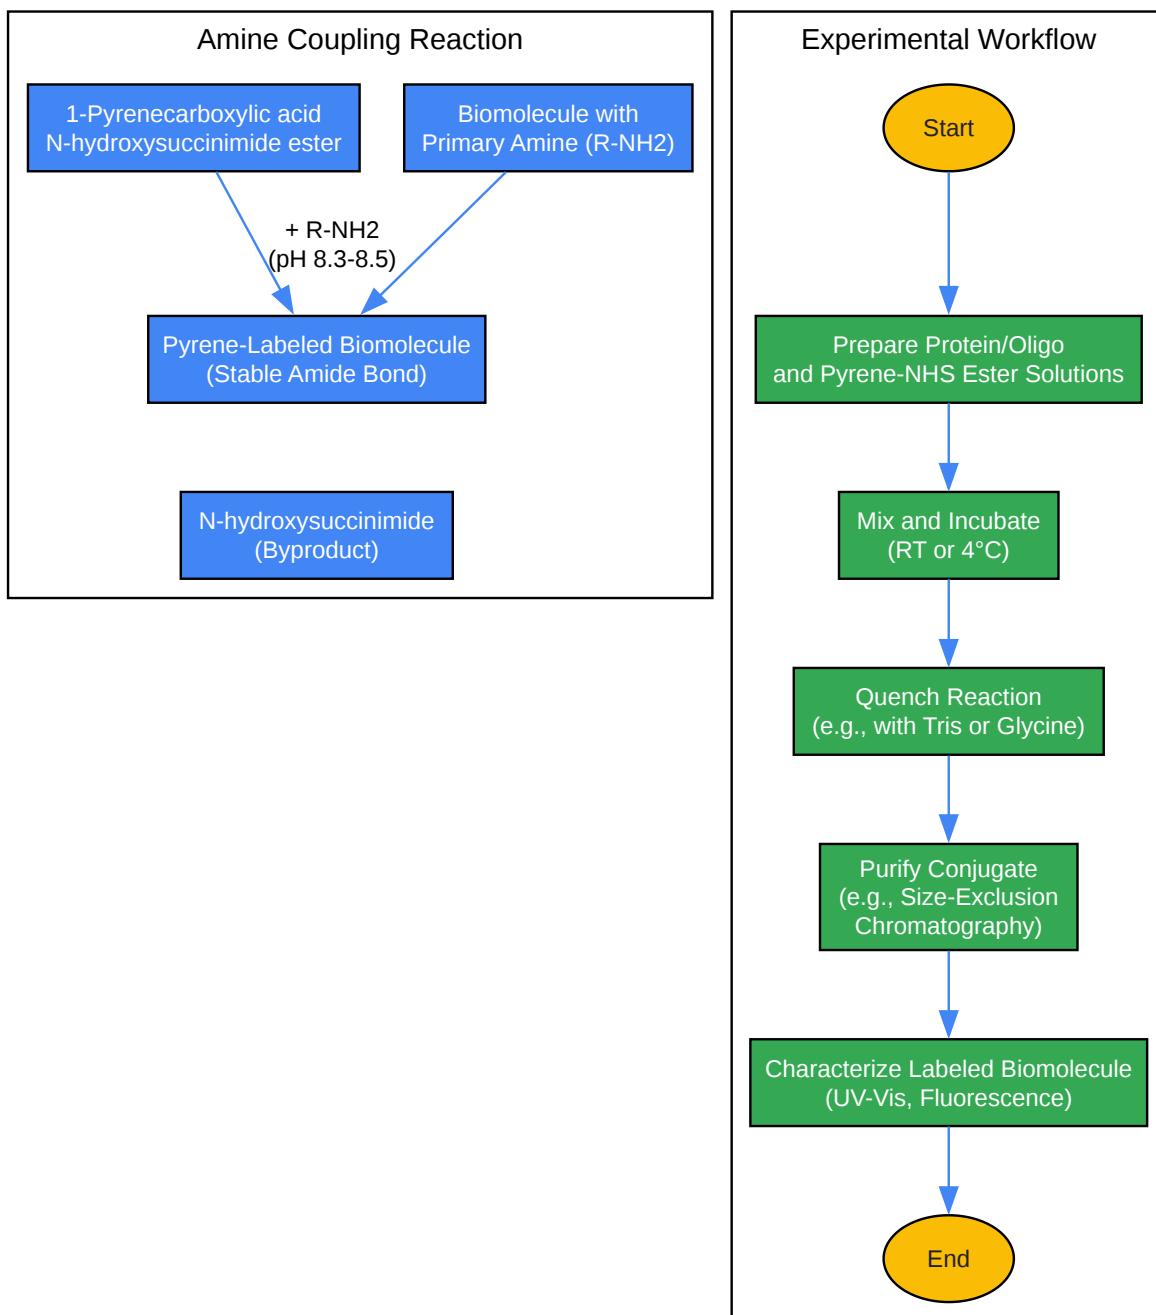 Amine Coupling Reaction
1-Pyrenecarboxylic acid
N-hydroxysuccinimide ester
Biomolecule with
Primary Amine (R-NH2)
+ R-NH2
(pH 8.3-8.5)
Pyrene-Labeled Biomolecule
(Stable Amide Bond)
N-hydroxysuccinimide
(Byproduct)
Experimental Workflow
Start
Prepare Protein/Oligo
and Pyrene-NHS Ester Solutions
Mix and Incubate
(RT or 4°C)
Quench Reaction
(e.g., with Tris or Glycine)
Purify Conjugate
(e.g., Size-Exclusion
Chromatography)
Characterize Labeled Biomolecule
(UV-Vis, Fluorescence)
End